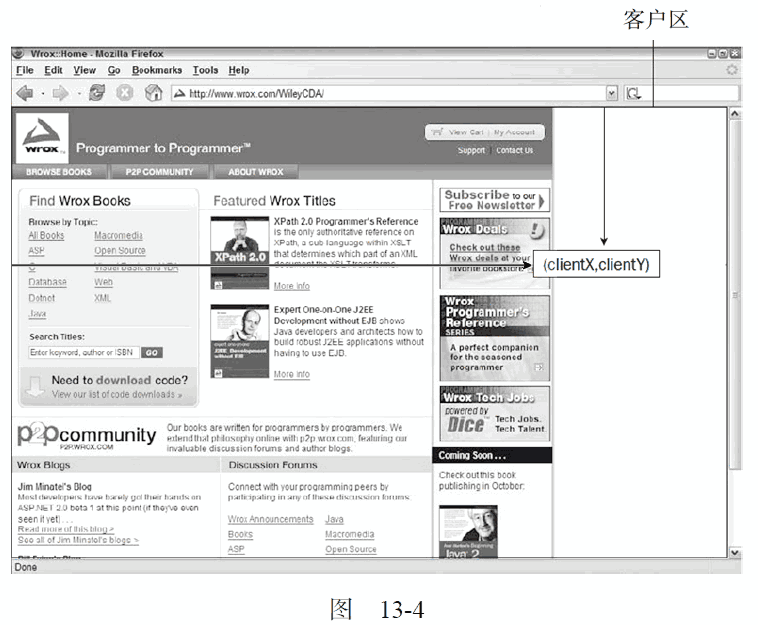 客户区
Wrox::Home - Mozilla Firefox
File Edit View Go Bookmarks Tools Help
http://www.wrox.com/WileyCDA/
G
wrox
Programmer to Programmer™
View Cart | My Account
Support | Contact Us
BROWSE BOOKS P2P COMMUNITY ABOUT WROX
Find Wrox Books
Browse by Topic:
All Books Macromedia
ASP Open Source
Database Web
Dotnet XML
Java
Search Titles:
Enter keyword, author or ISBN GO
Need to download code?
View our list of code downloads »
Featured Wrox Titles
XPath 2.0
XPath 2.0 Programmer's Reference
is the only authoritative reference on
XPath, a sub-language within XSLT
that determines which part of an XML
document the XSLT transforms.
More Info
Expert One-on-One J2EE
Development without EJB shows
Java developers and architects how to
build robust J2EE applications without
having to use EJB.
More Info
Subscribe to our
Free Newsletter
Wrox Deals
Check out these
Wrox deals at your
favorite bookstore
(clientX,clientY)
Wrox
Programmer's
Reference
SERIES
A perfect companion
for the seasoned
programmer
Wrox Tech Jobs
powered by
Dice™
Tech Jobs.
Tech Talent
Coming Soon . . .
Check out this book
publishing in October:
Java 2
p2pcommunity
P2P.WROX.COM
Our books are written for programmers by programmers. We
extend that philosophy online with p2p.wrox.com, featuring our
invaluable discussion forums and author blogs.
Wrox Blogs
Jim Minatel's Blog
Most developers have barely got their hands on
ASP.NET 2.0 beta 1 at this point (if they've even
seen it yet) . . .
Read more of this blog >
See all of Jim Minatel's blogs >
Discussion Forums
Connect with your programming peers by
participating in any of these discussion forums:
Wrox Announcements Java
Books Macromedia
ASP Open Source
Done
图 13-4